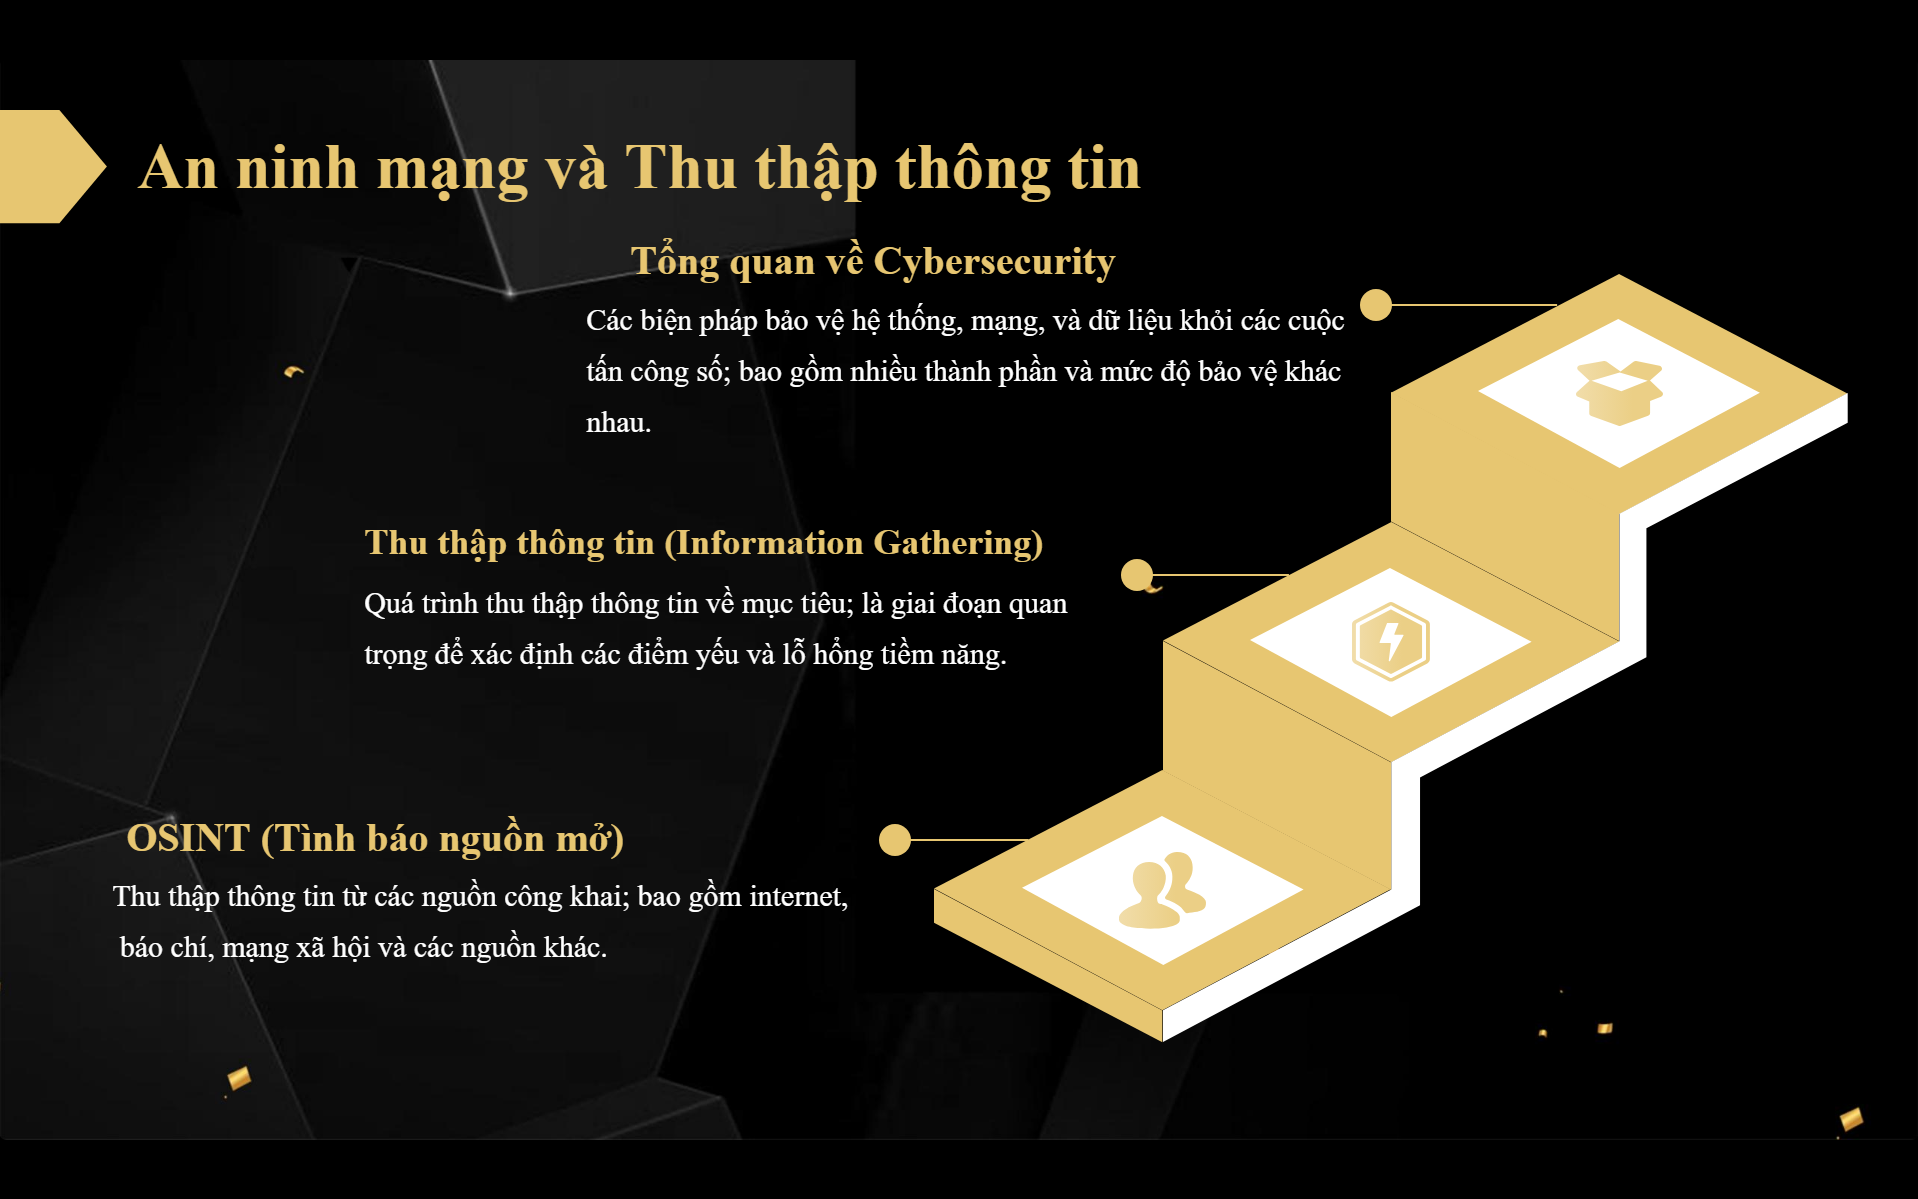 An ninh mạng và Thu thập thông tin
Tổng quan về Cybersecurity
Các biện pháp bảo vệ hệ thống, mạng, và dữ liệu khỏi các cuộc
tấn công số; bao gồm nhiều thành phần và mức độ bảo vệ khác
nhau.
Thu thập thông tin (Information Gathering)
Quá trình thu thập thông tin về mục tiêu; là giai đoạn quan
trọng để xác định các điểm yếu và lỗ hổng tiềm năng.
OSINT (Tình báo nguồn mở)
Thu thập thông tin từ các nguồn công khai; bao gồm internet,
báo chí, mạng xã hội và các nguồn khác.